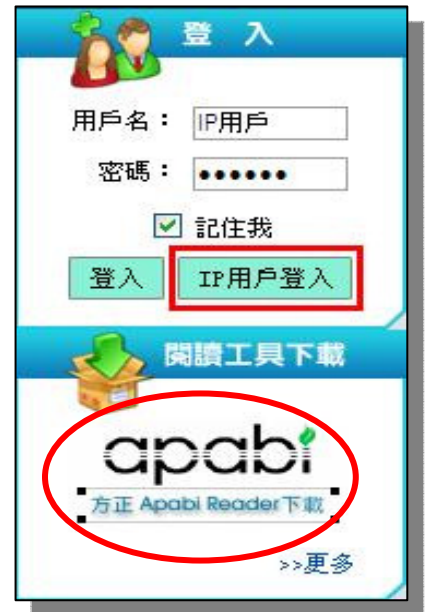 登 入
用戶名：IP用戶
密碼：••••••
記住我
登入 IP用戶登入
閱讀工具下載
apabi
方正 Apabi Reader下載
>>更多